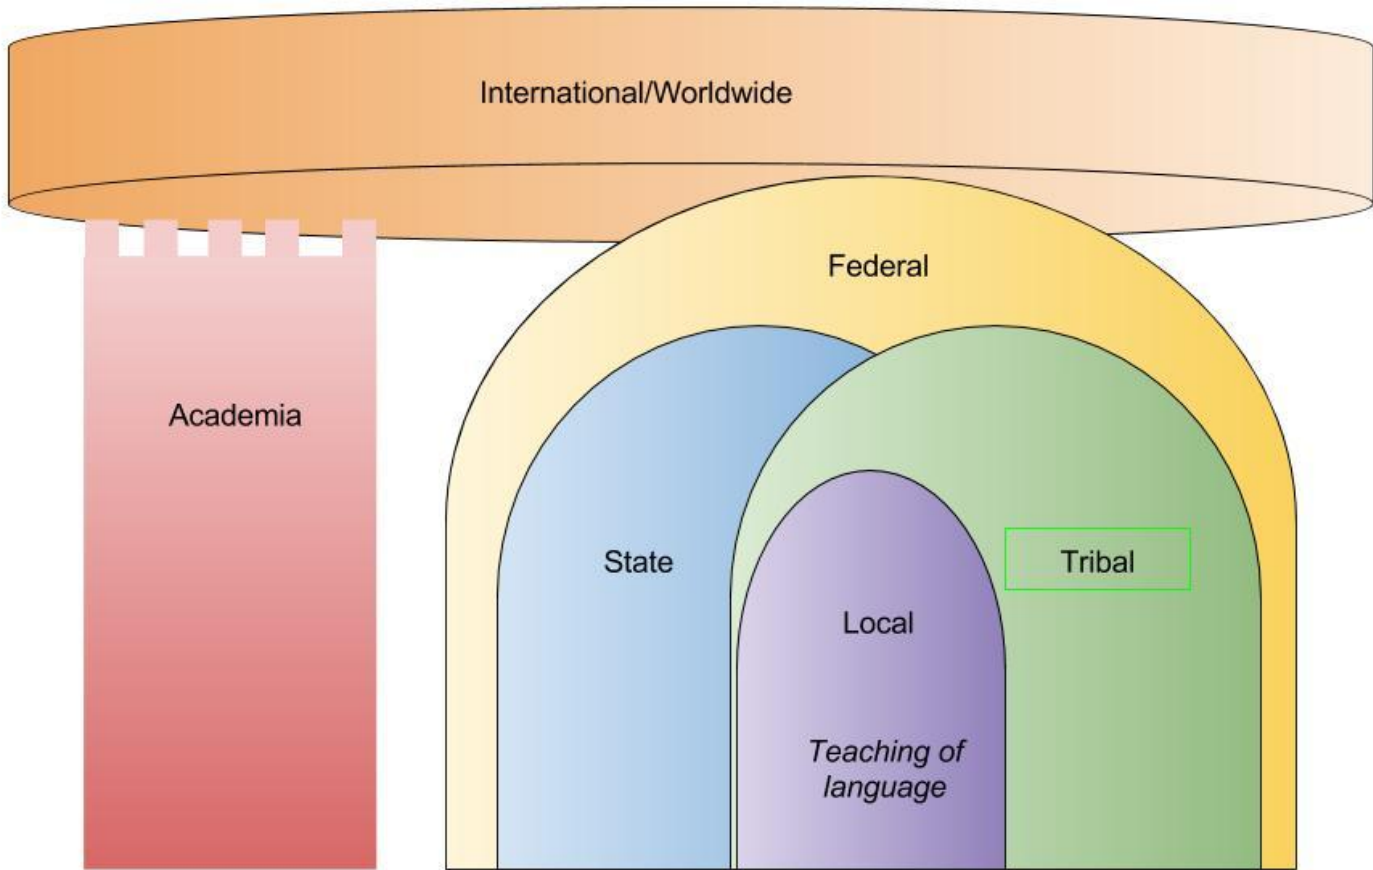 International/Worldwide
Federal
Academia
State
Tribal
Local
Teaching of
language